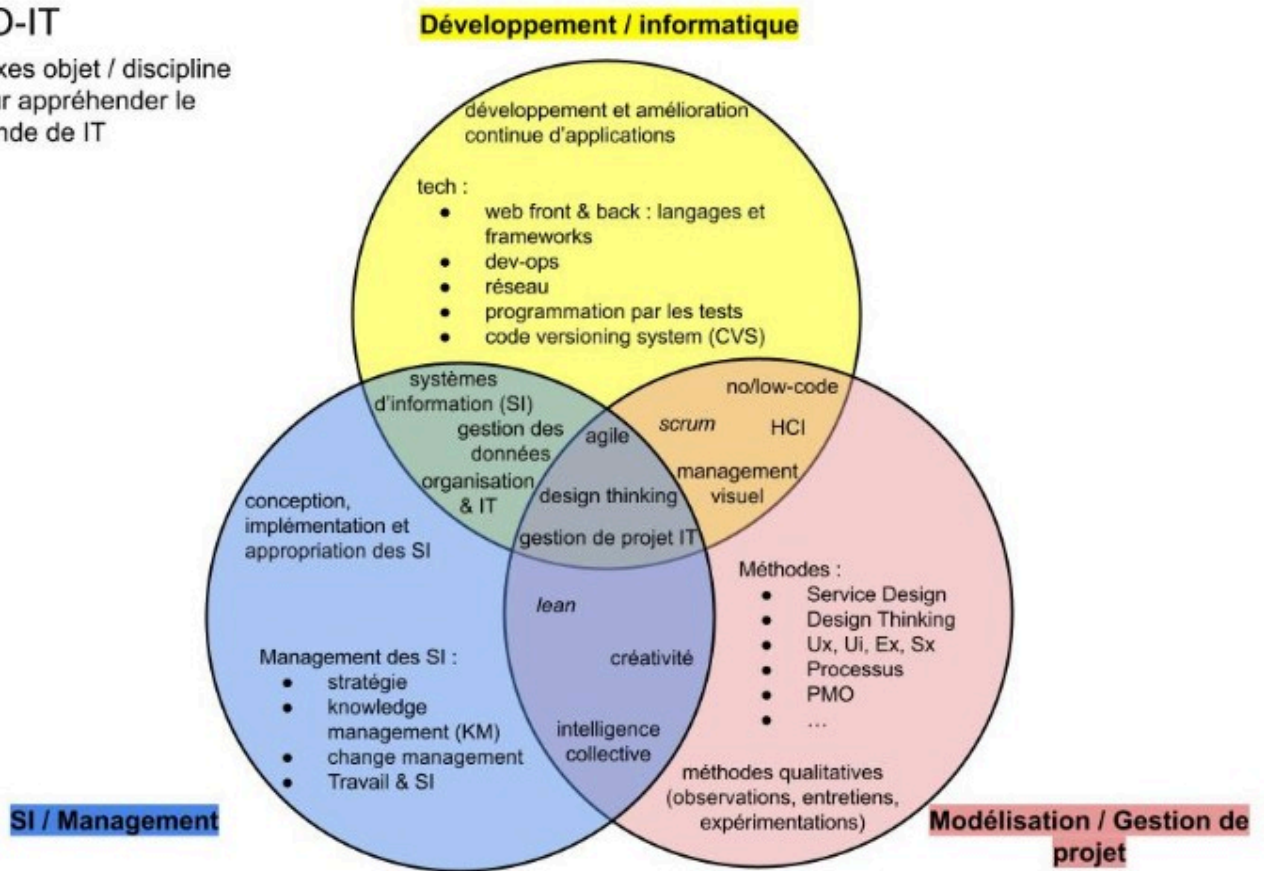 -IT
objet / discipline
appréhender le
de IT
Développement / informatique
développement et amélioration
continue d'applications
tech :
● web front & back : langages et
frameworks
● dev-ops
● réseau
● programmation par les tests
● code versioning system (CVS)
systèmes
d'information (SI)
gestion des
données
organisation
& IT
agile
design thinking
gestion de projet IT
no/low-code
scrum
HCI
management
visuel
conception,
implémentation et
appropriation des SI
Management des SI :
● stratégie
● knowledge
management (KM)
● change management
● Travail & SI
lean
créativité
intelligence
collective
Méthodes :
● Service Design
● Design Thinking
● Ux, Ui, Ex, Sx
● Processus
● PMO
● ...
méthodes qualitatives
(observations, entretiens,
expérimentations)
SI / Management
Modélisation / Gestion de
projet